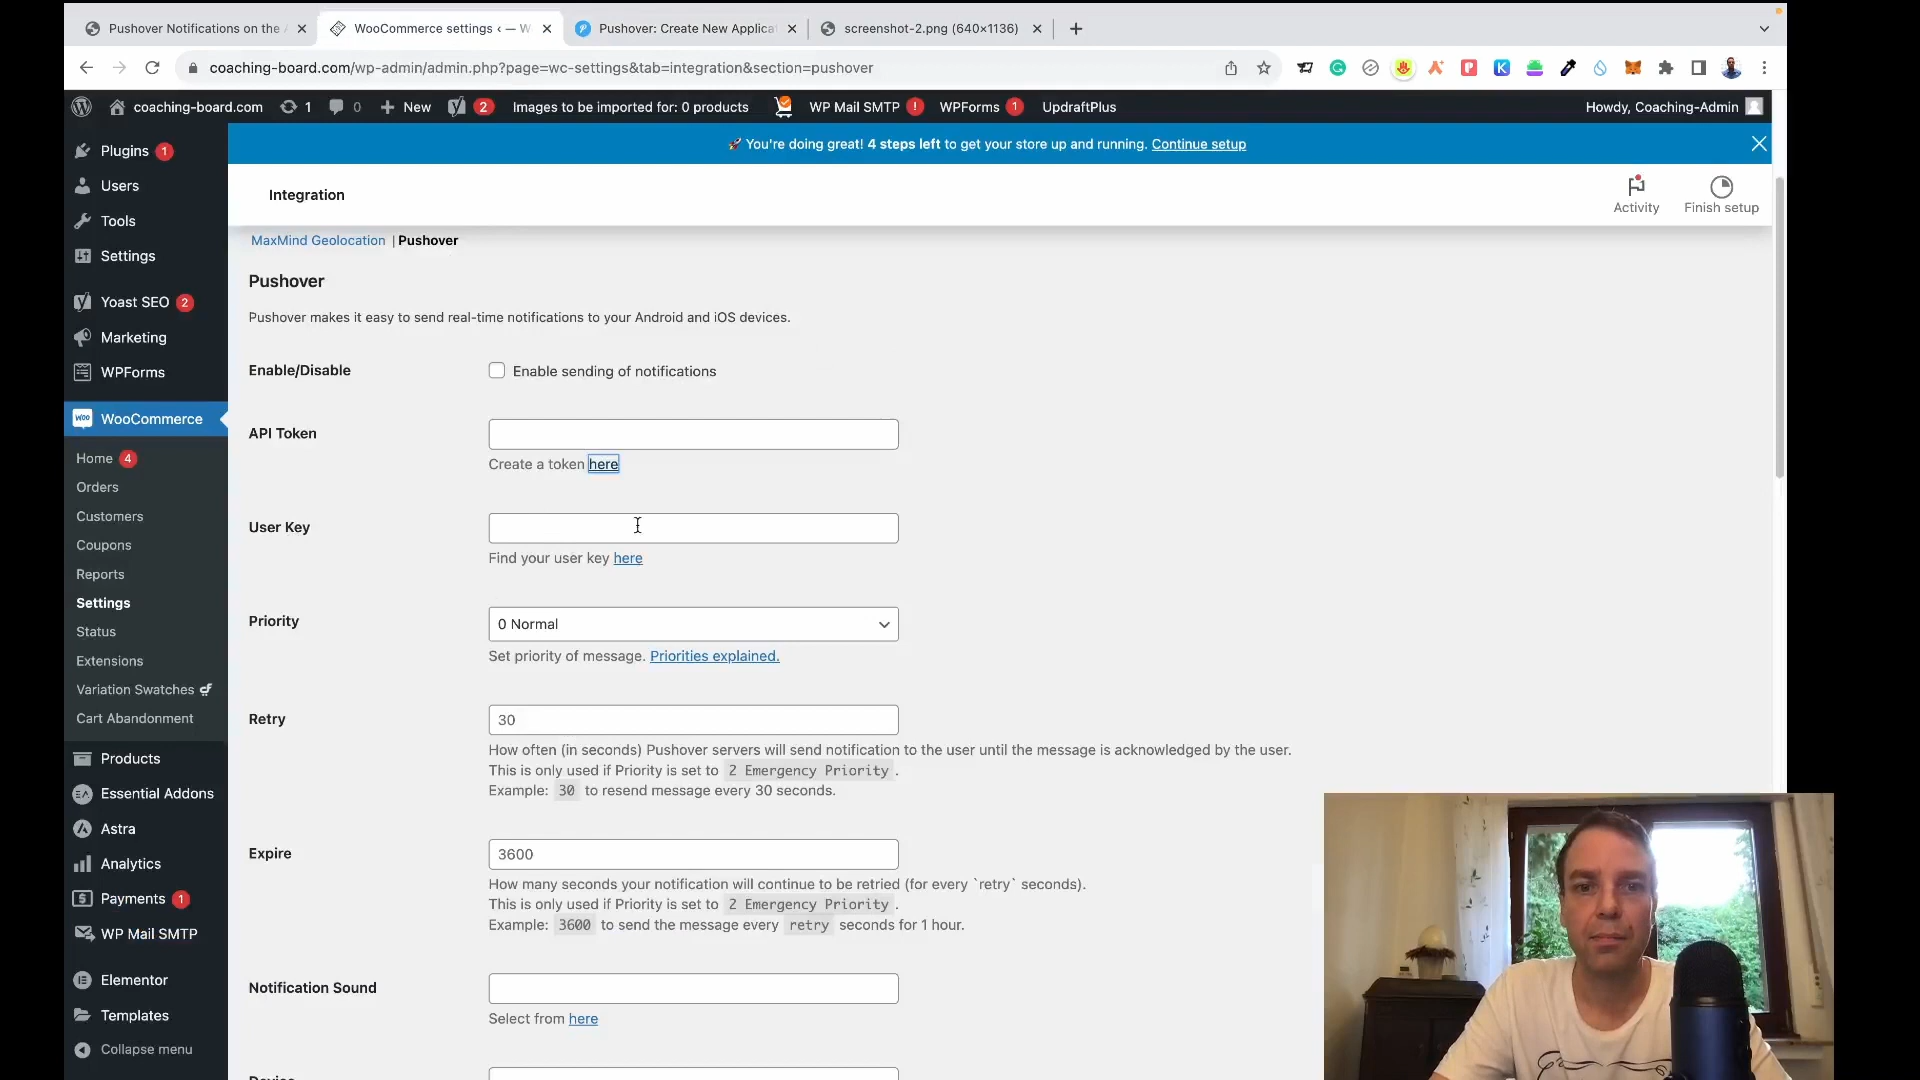 Pushover Notifications on the A
WooCommerce settings ‹ — W
Pushover: Create New Applicat
screenshot-2.png (640×1136)
coaching-board.com/wp-admin/admin.php?page=wc-settings&tab=integration&section=pushover
coaching-board.com
1
0
New
2
Images to be imported for: 0 products
WP Mail SMTP !
WPForms 1
UpdraftPlus
Howdy, Coaching-Admin
Plugins 1
Users
Tools
Settings
Yoast SEO 2
Marketing
WPForms
WooCommerce
Home 4
Orders
Customers
Coupons
Reports
Settings
Status
Extensions
Variation Swatches
Cart Abandonment
Products
Essential Addons
Astra
Analytics
Payments 1
WP Mail SMTP
Elementor
Templates
Collapse menu
🚀 You're doing great! 4 steps left to get your store up and running. Continue setup
Integration
Activity
Finish setup
MaxMind Geolocation | Pushover
Pushover
Pushover makes it easy to send real-time notifications to your Android and iOS devices.
Enable/Disable
Enable sending of notifications
API Token
Create a token here
User Key
Find your user key here
Priority
0 Normal
Set priority of message. Priorities explained.
Retry
30
How often (in seconds) Pushover servers will send notification to the user until the message is acknowledged by the user.
This is only used if Priority is set to 2 Emergency Priority .
Example: 30 to resend message every 30 seconds.
Expire
3600
How many seconds your notification will continue to be retried (for every `retry` seconds).
This is only used if Priority is set to 2 Emergency Priority .
Example: 3600 to send the message every retry seconds for 1 hour.
Notification Sound
Select from here
Device